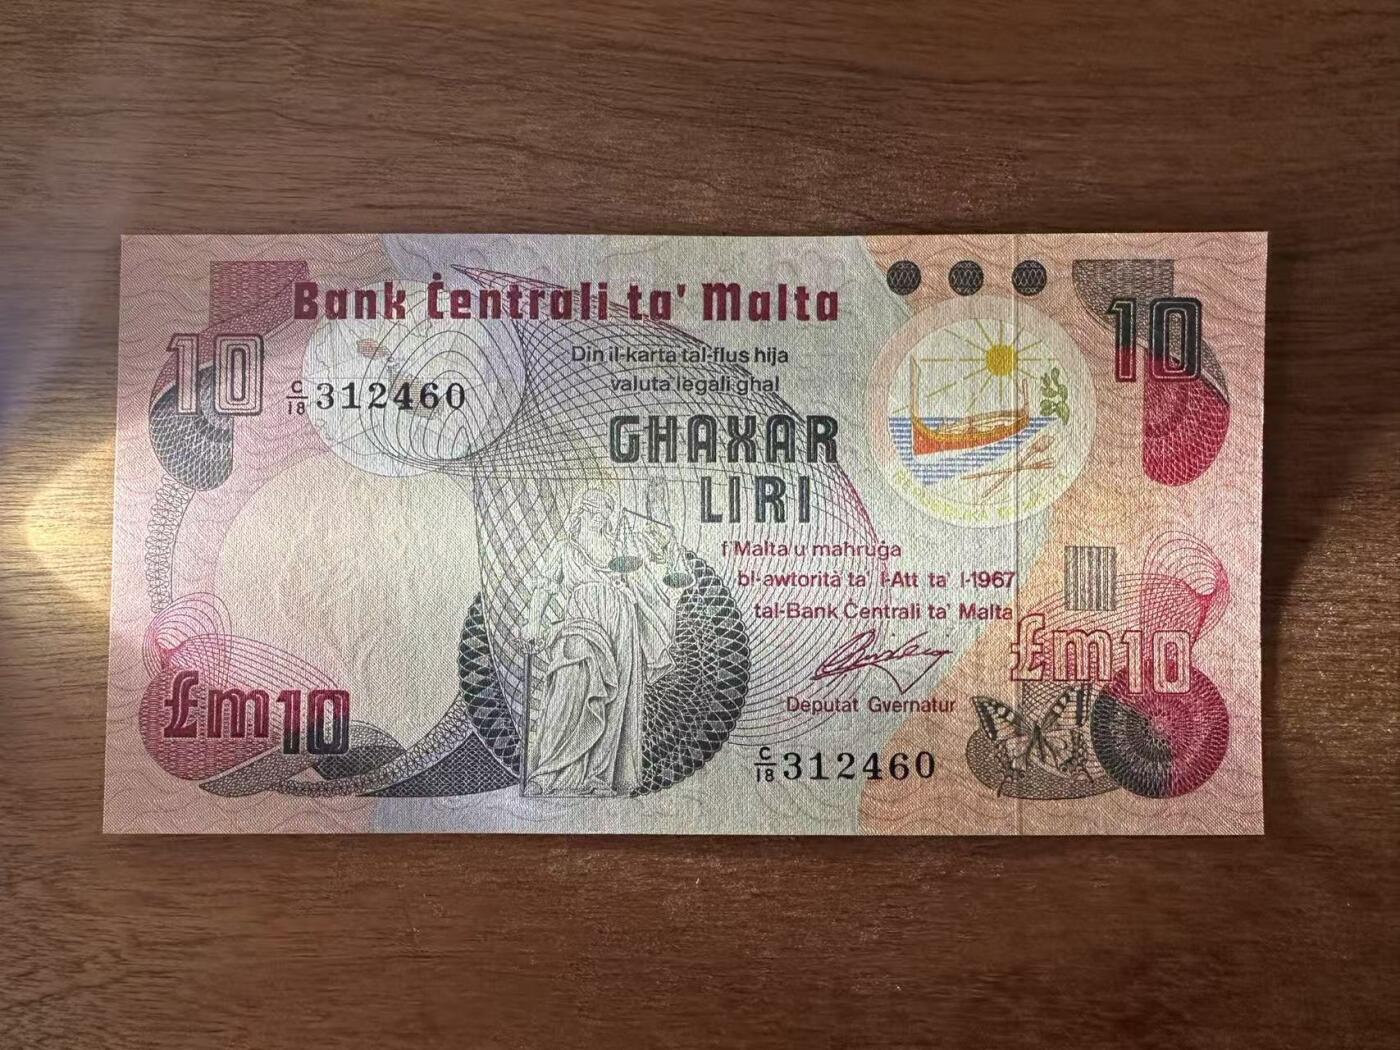 Bank Ċentrali ta' Malta
10
10
Din il-karta tal-flus hija
valuta legali għal
C/18 312460
GĦAXAR
LIRI
f'Malta u maħruġa
bl-awtorità ta' l-Att ta' l-1967
tal-Bank Ċentrali ta' Malta
£m10
£m10
Deputat Gvernatur
C/18 312460